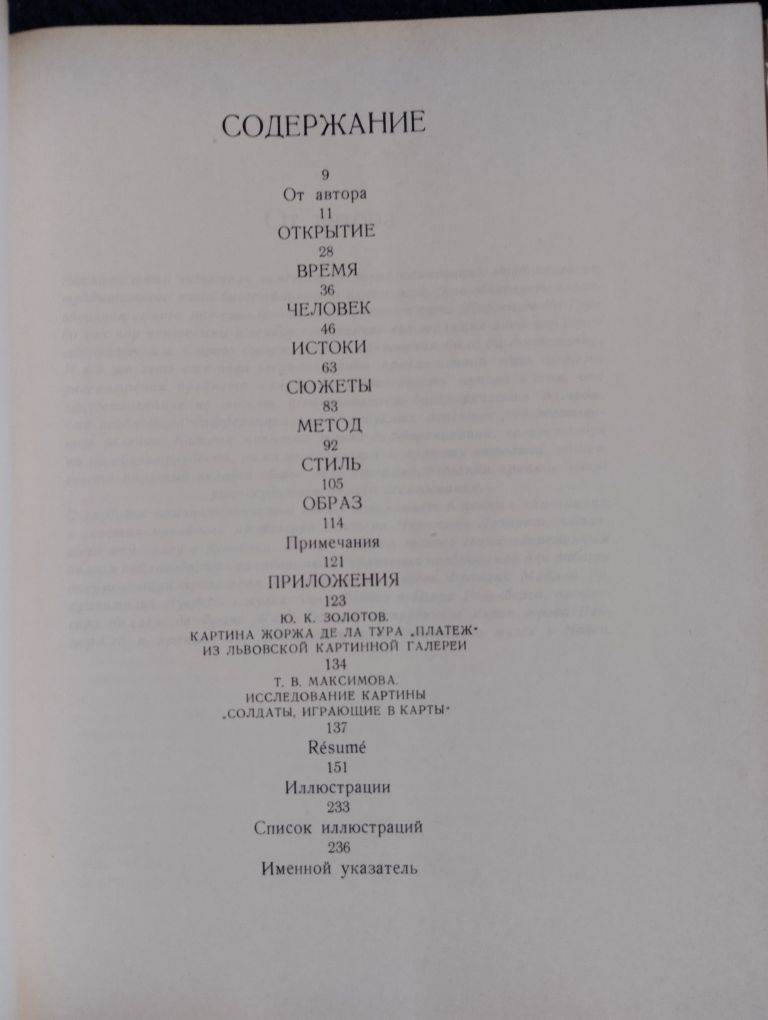 СОДЕРЖАНИЕ
9
От автора
11
ОТКРЫТИЕ
28
ВРЕМЯ
36
ЧЕЛОВЕК
46
ИСТОКИ
63
СЮЖЕТЫ
83
МЕТОД
92
СТИЛЬ
105
ОБРАЗ
114
Примечания
121
ПРИЛОЖЕНИЯ
123
Ю. К. ЗОЛОТОВ.
КАРТИНА ЖОРЖА ДЕ ЛА ТУРА „ПЛАТЕЖ“
ИЗ ЛЬВОВСКОЙ КАРТИННОЙ ГАЛЕРЕИ
134
Т. В. МАКСИМОВА.
ИССЛЕДОВАНИЕ КАРТИНЫ
„СОЛДАТЫ, ИГРАЮЩИЕ В КАРТЫ“
137
Résumé
151
Иллюстрации
233
Список иллюстраций
236
Именной указатель